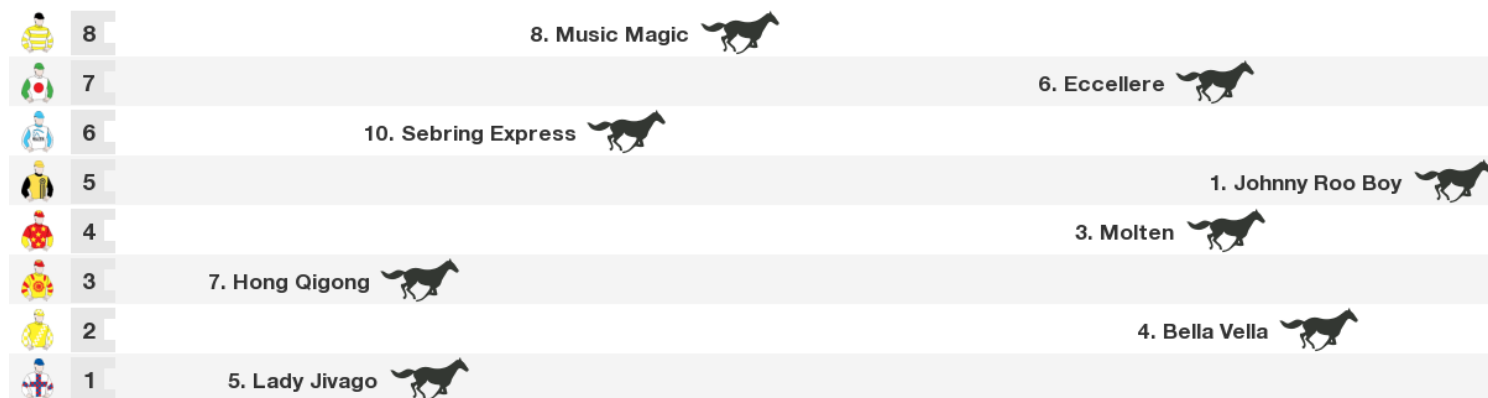 8 8. Music Magic
7 6. Eccellere
6 10. Sebring Express
5 1. Johnny Roo Boy
4 3. Molten
3 7. Hong Qigong
2 4. Bella Vella
1 5. Lady Jivago